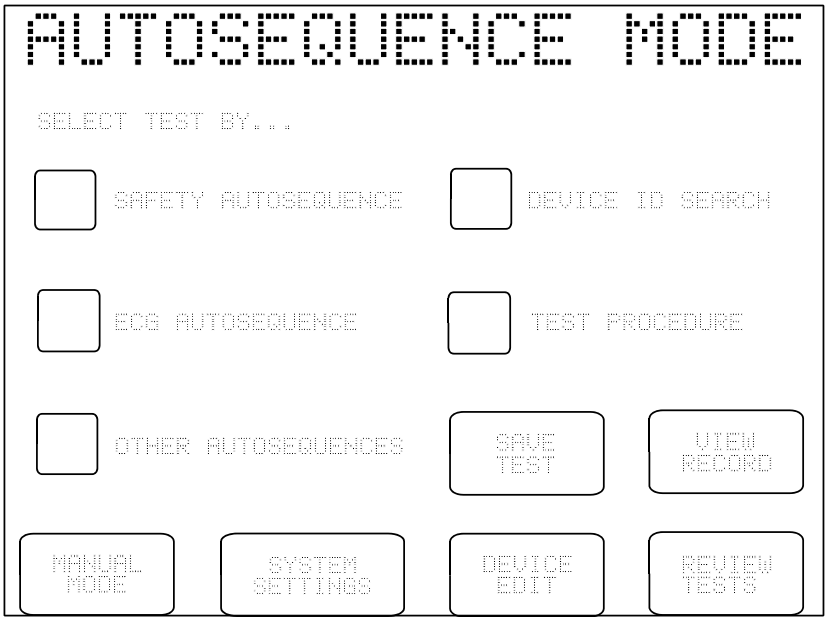 AUTOSEQUENCE MODE
SELECT TEST BY...
SAFETY AUTOSEQUENCE
DEVICE ID SEARCH
ECG AUTOSEQUENCE
TEST PROCEDURE
OTHER AUTOSEQUENCES
SAVE
TEST
VIEW
RECORD
MANUAL
MODE
SYSTEM
SETTINGS
DEVICE
EDIT
REVIEW
TESTS